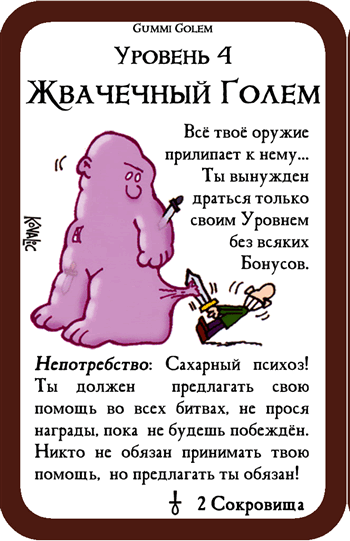 Gummi Golem
Уровень 4
Жвачечный Голем
Всё твоё оружие
прилипает к нему...
Ты вынужден
драться только
своим Уровнем
без всяких
Бонусов.
Kovalic
Непотребство: Сахарный психоз!
Ты должен предлагать свою
помощь во всех битвах, не прося
награды, пока не будешь побеждён.
Никто не обязан принимать твою
помощь, но предлагать ты обязан!
2 Сокровища